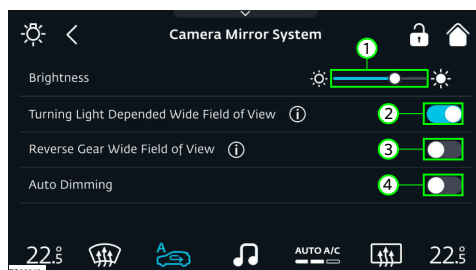 Camera Mirror System
1
Brightness
Turning Light Depended Wide Field of View i 2
Reverse Gear Wide Field of View i 3
Auto Dimming 4
22.5 A AUTO A/C 22.5